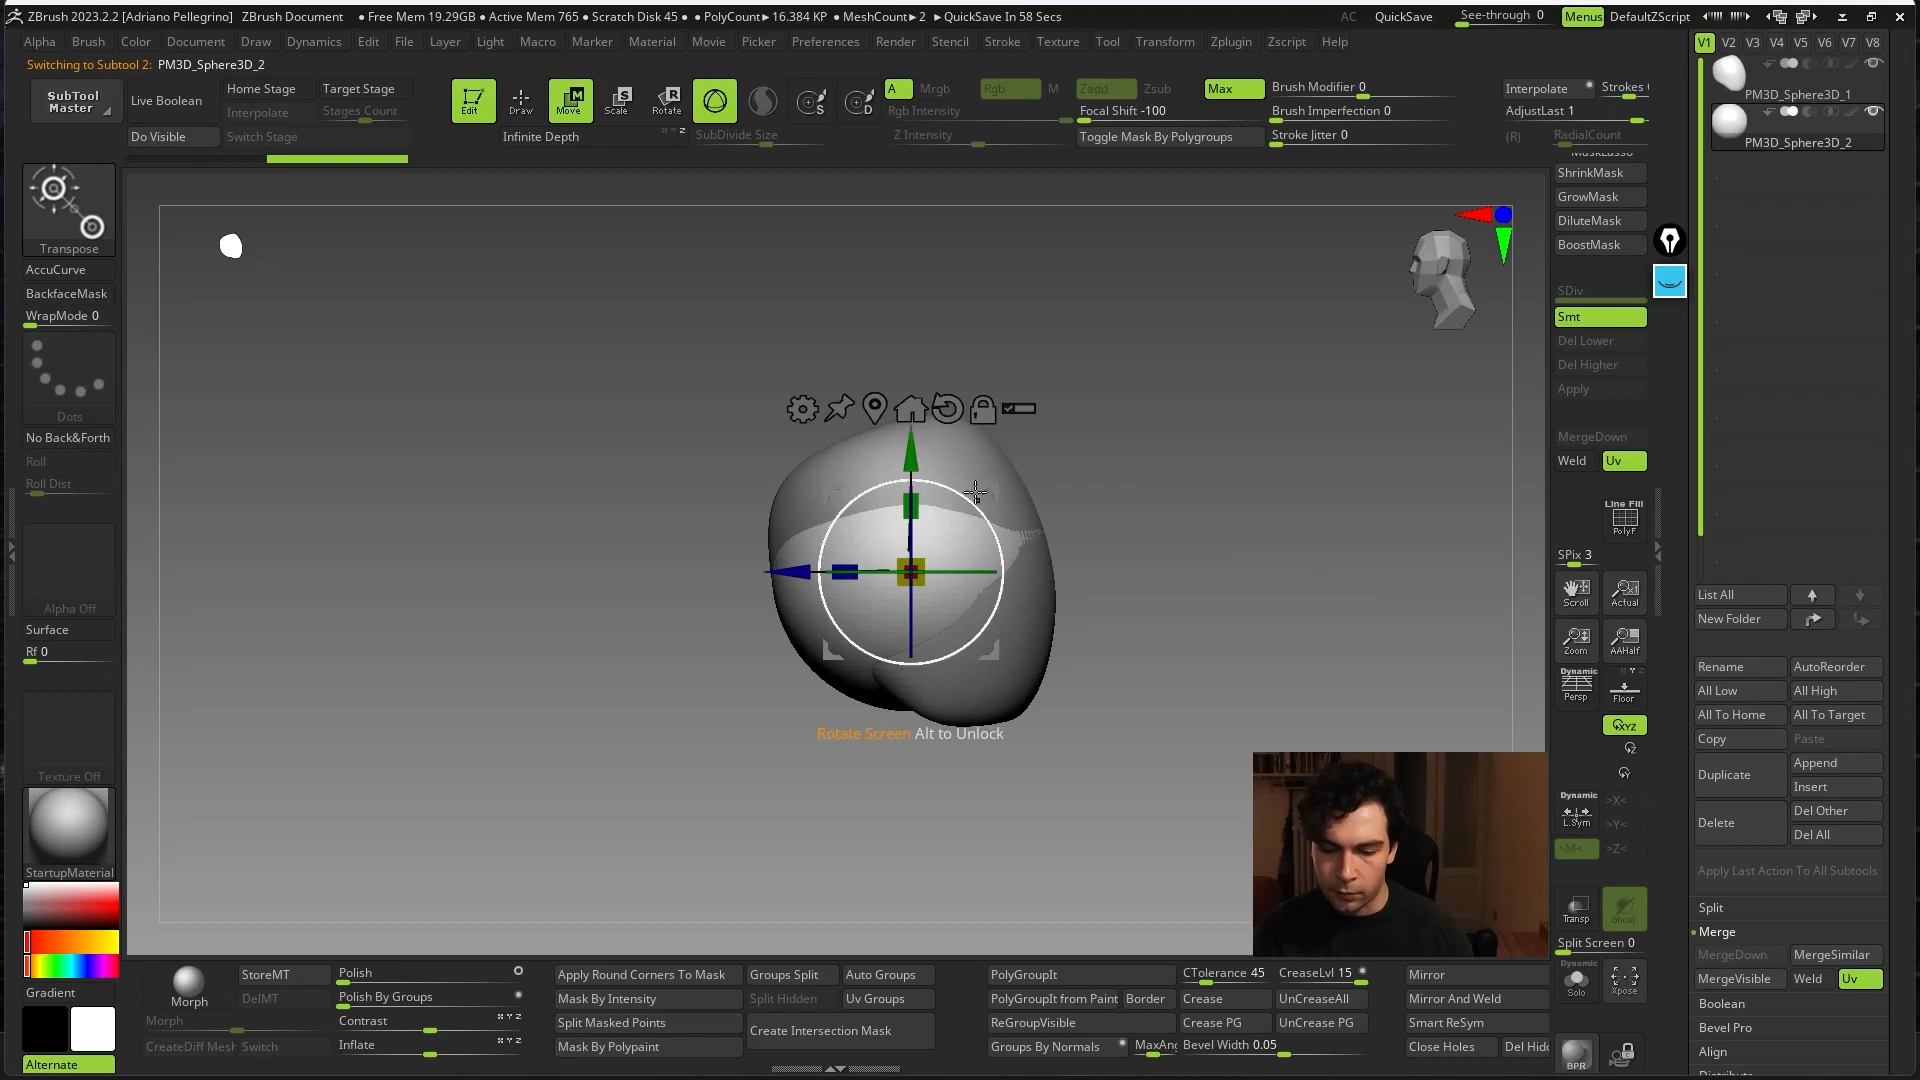 ZBrush 2023.2.2 [Adriano Pellegrino] ZBrush Document • Free Mem 19.29GB • Active Mem 765 • Scratch Disk 45 • • PolyCount► 16.384 KP • MeshCount► 2 ►QuickSave In 58 Secs AC QuickSave See-through 0 Menus DefaultZScript
Alpha Brush Color Document Draw Dynamics Edit File Layer Light Macro Marker Material Movie Picker Preferences Render Stencil Stroke Texture Tool Transform Zplugin Zscript Help V1 V2 V3 V4 V5 V6 V7 V8
Switching to Subtool 2: PM3D_Sphere3D_2
SubTool Master Live Boolean Home Stage Target Stage Edit Draw Move Scale Rotate S D A Mrgb Rgb M Zadd Zsub Max Brush Modifier 0 Interpolate Strokes PM3D_Sphere3D_1
Interpolate Stages Count Rgb Intensity Focal Shift -100 Brush Imperfection 0 AdjustLast 1
Do Visible Switch Stage Infinite Depth SubDivide Size Z Intensity Toggle Mask By Polygroups Stroke Jitter 0 (R) RadialCount PM3D_Sphere3D_2
Transpose
AccuCurve
BackfaceMask
WrapMode 0
Dots
No Back&Forth
Roll
Roll Dist
Alpha Off
Surface
Rf 0
Texture Off
StartupMaterial
Gradient
Alternate
Rotate Screen Alt to Unlock
MaskLasso
ShrinkMask
GrowMask
DiluteMask
BoostMask
SDiv
Smt
Del Lower
Del Higher
Apply
MergeDown
Weld Uv
Line Fill
PolyF
SPix 3
Scroll Actual
Zoom AAHalf
Dynamic
Persp Floor
XYZ
Dynamic >X<
L.Sym >Y<
>M< >Z<
Transp Ghost
Split Screen 0
Dynamic
Solo Xpose
BPR
List All
New Folder
Rename AutoReorder
All Low All High
All To Home All To Target
Copy Paste
Duplicate Append
Insert
Delete Del Other
Del All
Apply Last Action To All Subtools
Split
Merge
MergeDown MergeSimilar
MergeVisible Weld Uv
Boolean
Bevel Pro
Align
Morph StoreMT Polish Apply Round Corners To Mask Groups Split Auto Groups PolyGroupIt CTolerance 45 CreaseLvl 15 Mirror
DelMT Polish By Groups Mask By Intensity Split Hidden Uv Groups PolyGroupIt from Paint Border Crease UnCreaseAll Mirror And Weld
Morph Contrast Split Masked Points Create Intersection Mask ReGroupVisible Crease PG UnCrease PG Smart ReSym
CreateDiff Mesh Switch Inflate Mask By Polypaint Groups By Normals Bevel Width 0.05 Close Holes